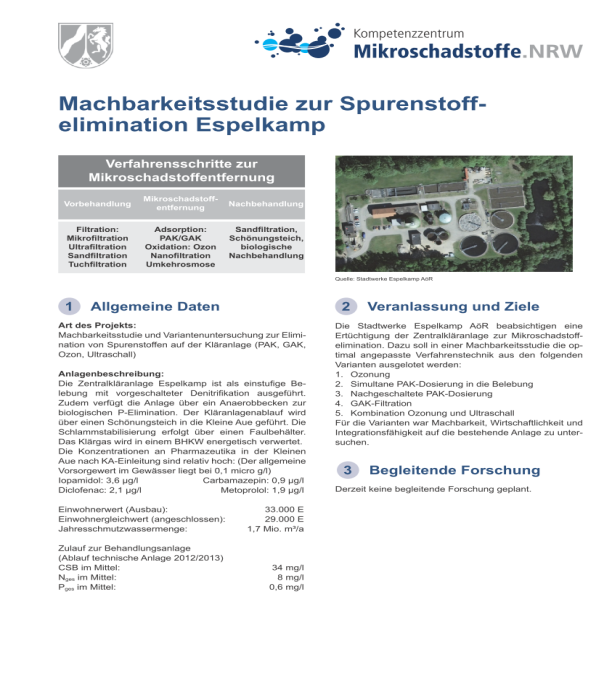 Kompetenzzentrum
Mikroschadstoffe.NRW
Machbarkeitsstudie zur Spurenstoff-
elimination Espelkamp
Verfahrensschritte zur
Mikroschadstoffentfernung
Vorbehandlung
Mikroschadstoff-
entfernung
Nachbehandlung
Filtration:
Mikrofiltration
Ultrafiltration
Sandfiltration
Tuchfiltration
Adsorption:
PAK/GAK
Oxidation: Ozon
Nanofiltration
Umkehrosmose
Sandfiltration,
Schönungsteich,
biologische
Nachbehandlung
Quelle: Stadtwerke Espelkamp AöR
1 Allgemeine Daten
Art des Projekts:
Machbarkeitsstudie und Variantenuntersuchung zur Elimi-
nation von Spurenstoffen auf der Kläranlage (PAK, GAK,
Ozon, Ultraschall)
Anlagenbeschreibung:
Die Zentralkläranlage Espelkamp ist als einstufige Be-
lebung mit vorgeschalteter Denitrifikation ausgeführt.
Zudem verfügt die Anlage über ein Anaerobbecken zur
biologischen P-Elimination. Der Kläranlagenablauf wird
über einen Schönungsteich in die Kleine Aue geführt. Die
Schlammstabilisierung erfolgt über einen Faulbehälter.
Das Klärgas wird in einem BHKW energetisch verwertet.
Die Konzentrationen an Pharmazeutika in der Kleinen
Aue nach KA-Einleitung sind relativ hoch: (Der allgemeine
Vorsorgewert im Gewässer liegt bei 0,1 micro g/l)
Iopamidol: 3,6 µg/l Carbamazepin: 0,9 µg/l
Diclofenac: 2,1 µg/l Metoprolol: 1,9 µg/l
Einwohnerwert (Ausbau): 33.000 E
Einwohnergleichwert (angeschlossen): 29.000 E
Jahresschmutzwassermenge: 1,7 Mio. m³/a
Zulauf zur Behandlungsanlage
(Ablauf technische Anlage 2012/2013)
CSB im Mittel: 34 mg/l
Nges im Mittel: 8 mg/l
Pges im Mittel: 0,6 mg/l
2 Veranlassung und Ziele
Die Stadtwerke Espelkamp AöR beabsichtigen eine
Ertüchtigung der Zentralkläranlage zur Mikroschadstoff-
elimination. Dazu soll in einer Machbarkeitsstudie die op-
timal angepasste Verfahrenstechnik aus den folgenden
Varianten ausgelotet werden:
1. Ozonung
2. Simultane PAK-Dosierung in die Belebung
3. Nachgeschaltete PAK-Dosierung
4. GAK-Filtration
5. Kombination Ozonung und Ultraschall
Für die Varianten war Machbarkeit, Wirtschaftlichkeit und
Integrationsfähigkeit auf die bestehende Anlage zu unter-
suchen.
3 Begleitende Forschung
Derzeit keine begleitende Forschung geplant.